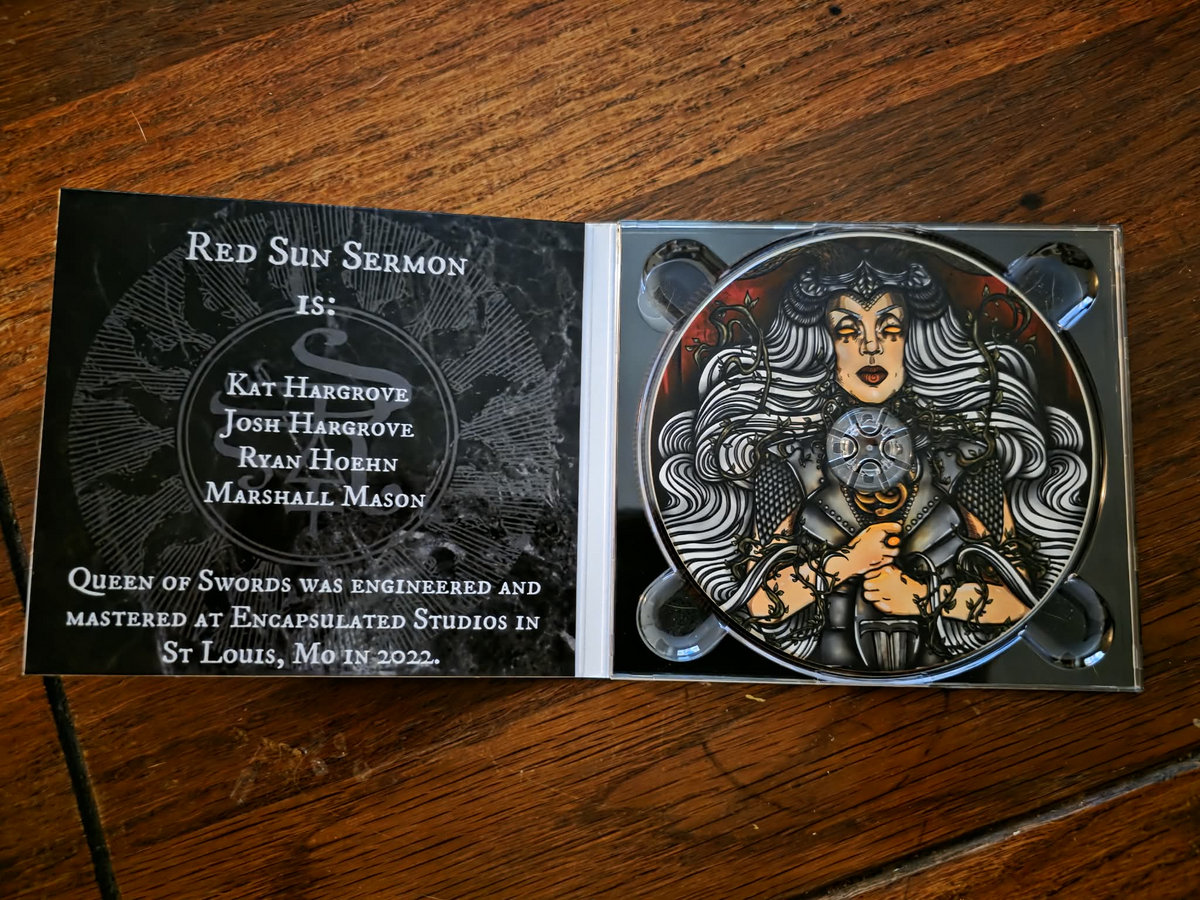 Red Sun Sermon
is:
Kat Hargrove
Josh Hargrove
Ryan Hoehn
Marshall Mason
Queen of Swords was engineered and
mastered at Encapsulated Studios in
St Louis, Mo in 2022.